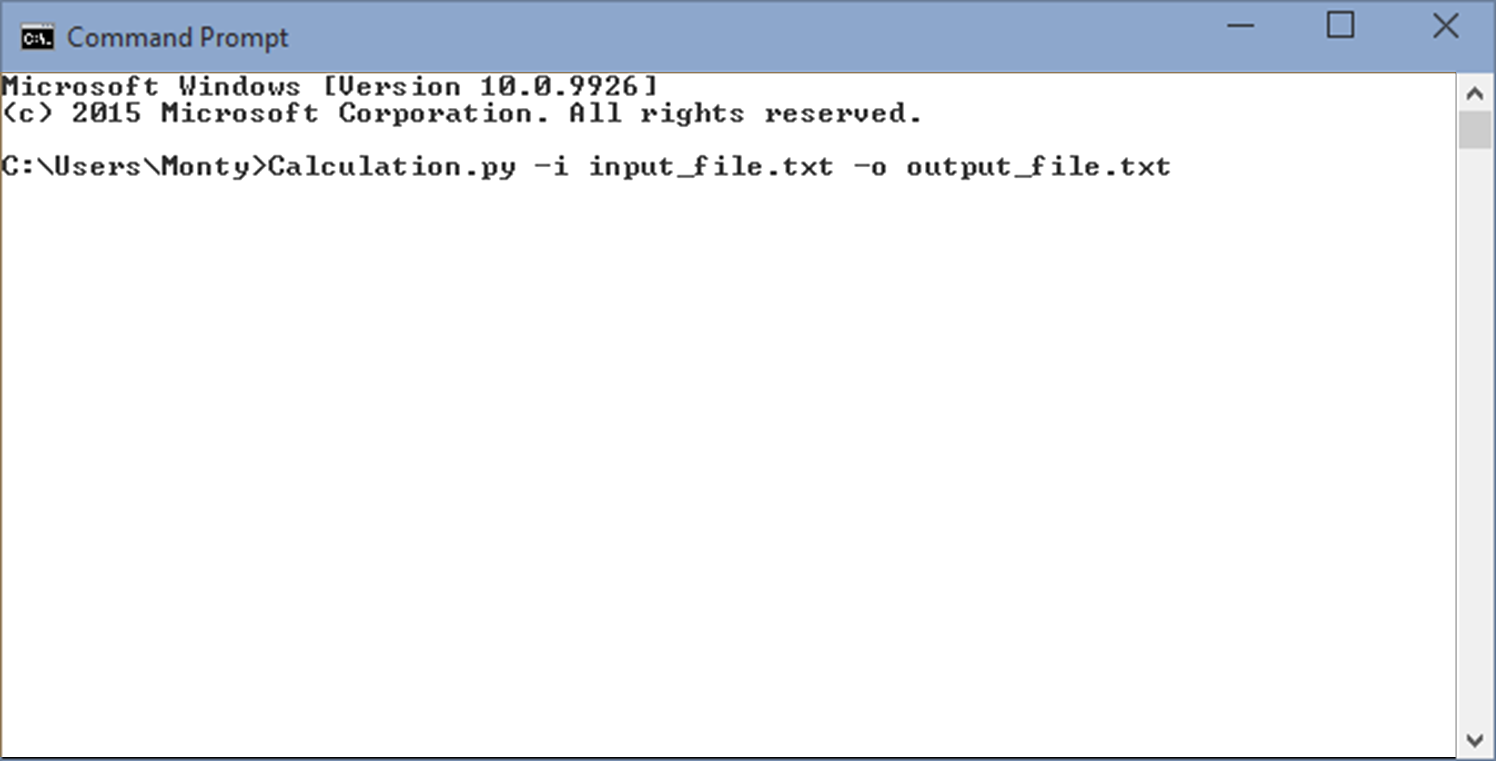 Command Prompt
Microsoft Windows [Version 10.0.9926]
(c) 2015 Microsoft Corporation. All rights reserved.
C:\Users\Monty>Calculation.py -i input_file.txt -o output_file.txt